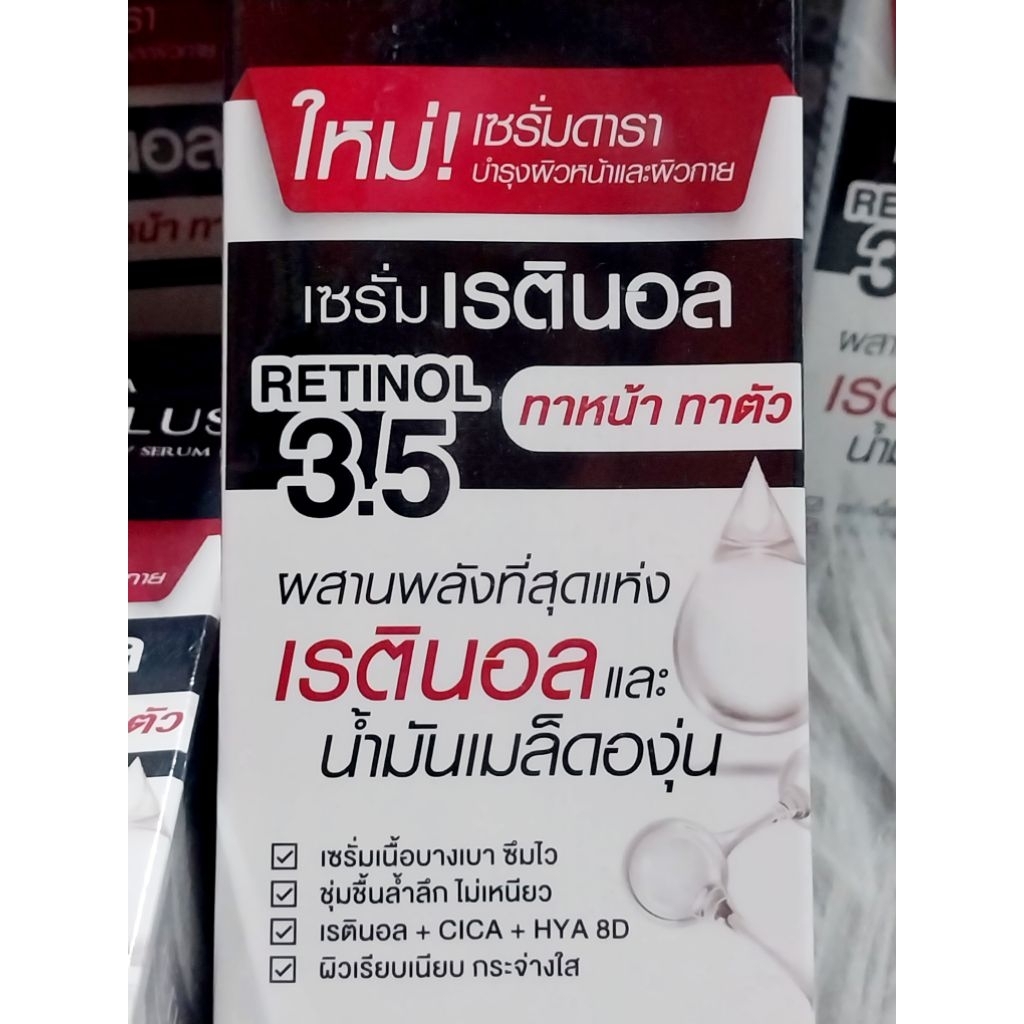 ใหม่! เซรั่มดารา
บำรุงผิวหน้าและผิวกาย
เซรั่ม เรตินอล
RETINOL
3.5
ทาหน้า ทาตัว
ผสานพลังที่สุดแห่ง
เรตินอล และ
น้ำมันเมล็ดองุ่น
เซรั่มเนื้อบางเบา ซึมไว
ชุ่มชื้นล้ำลึก ไม่เหนียว
เรตินอล + CICA + HYA 8D
ผิวเรียบเนียบ กระจ่างใส
SERUM
ทาตัว